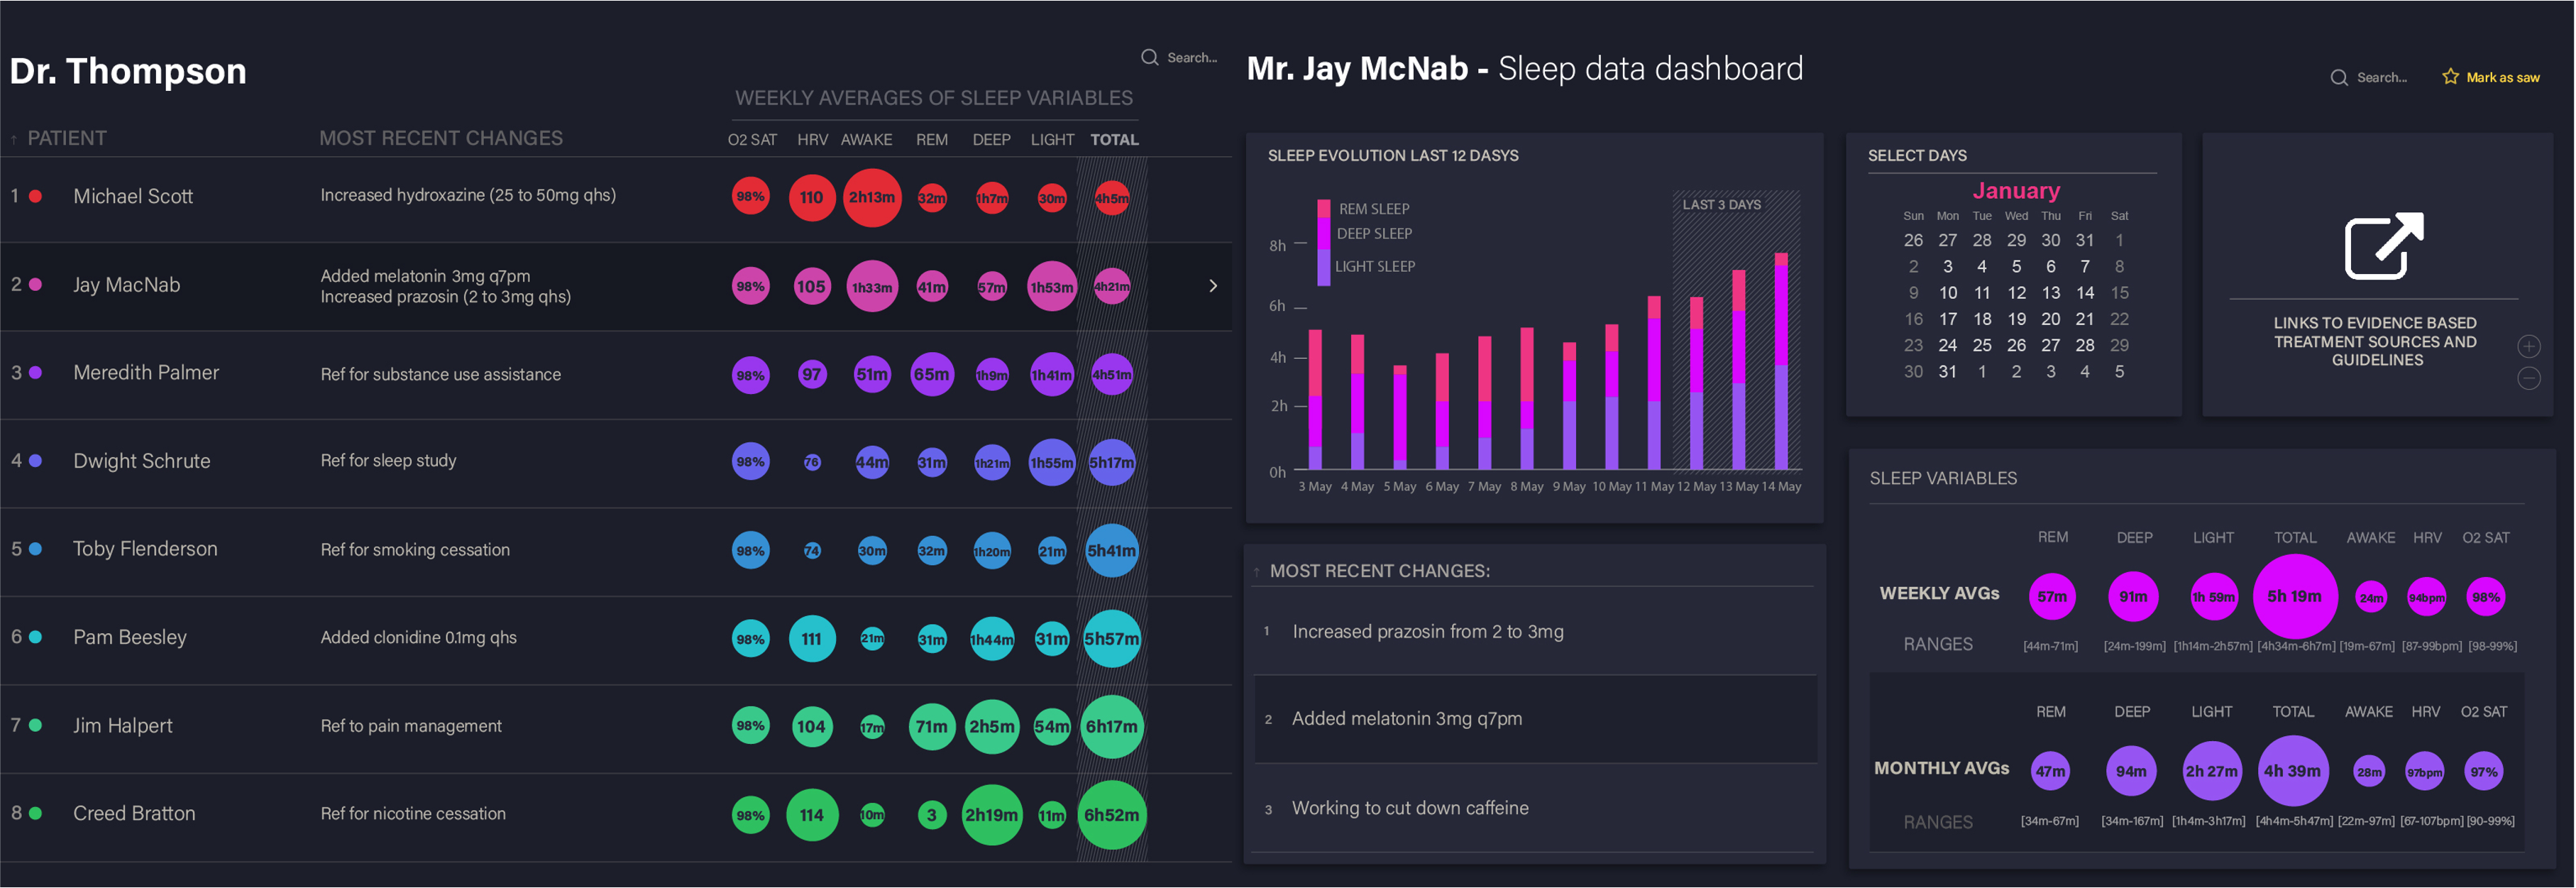 Dr. Thompson
Search...
WEEKLY AVERAGES OF SLEEP VARIABLES
↑ PATIENT MOST RECENT CHANGES O2 SAT HRV AWAKE REM DEEP LIGHT TOTAL
1 Michael Scott Increased hydroxazine (25 to 50mg qhs) 98% 110 2h13m 32m 1h7m 30m 4h5m
2 Jay MacNab Added melatonin 3mg q7pm
Increased prazosin (2 to 3mg qhs) 98% 105 1h33m 41m 57m 1h53m 4h21m
3 Meredith Palmer Ref for substance use assistance 98% 97 51m 65m 1h9m 1h41m 4h51m
4 Dwight Schrute Ref for sleep study 98% 76 44m 31m 1h21m 1h55m 5h17m
5 Toby Flenderson Ref for smoking cessation 98% 74 30m 32m 1h20m 21m 5h41m
6 Pam Beesley Added clonidine 0.1mg qhs 98% 111 21m 31m 1h44m 31m 5h57m
7 Jim Halpert Ref to pain management 98% 104 17m 71m 2h5m 54m 6h17m
8 Creed Bratton Ref for nicotine cessation 98% 114 10m 3 2h19m 11m 6h52m
Mr. Jay McNab - Sleep data dashboard
Search... Mark as saw
SLEEP EVOLUTION LAST 12 DASYS
REM SLEEP
DEEP SLEEP
LIGHT SLEEP
LAST 3 DAYS
8h
6h
4h
2h
0h
3 May 4 May 5 May 6 May 7 May 8 May 9 May 10 May 11 May 12 May 13 May 14 May
SELECT DAYS
January
Sun Mon Tue Wed Thu Fri Sat
26 27 28 29 30 31 1
2 3 4 5 6 7 8
9 10 11 12 13 14 15
16 17 18 19 20 21 22
23 24 25 26 27 28 29
30 31 1 2 3 4 5
LINKS TO EVIDENCE BASED
TREATMENT SOURCES AND
GUIDELINES
↑ MOST RECENT CHANGES:
1 Increased prazosin from 2 to 3mg
2 Added melatonin 3mg q7pm
3 Working to cut down caffeine
SLEEP VARIABLES
REM DEEP LIGHT TOTAL AWAKE HRV O2 SAT
WEEKLY AVGs 57m 91m 1h 59m 5h 19m 24m 94bpm 98%
RANGES [44m-71m] [24m-199m] [1h14m-2h57m] [4h34m-6h7m] [19m-67m] [87-99bpm] [98-99%]
REM DEEP LIGHT TOTAL AWAKE HRV O2 SAT
MONTHLY AVGs 47m 94m 2h 27m 4h 39m 28m 97bpm 97%
RANGES [34m-67m] [34m-167m] [1h4m-3h17m] [4h4m-5h47m] [22m-97m] [67-107bpm] [90-99%]